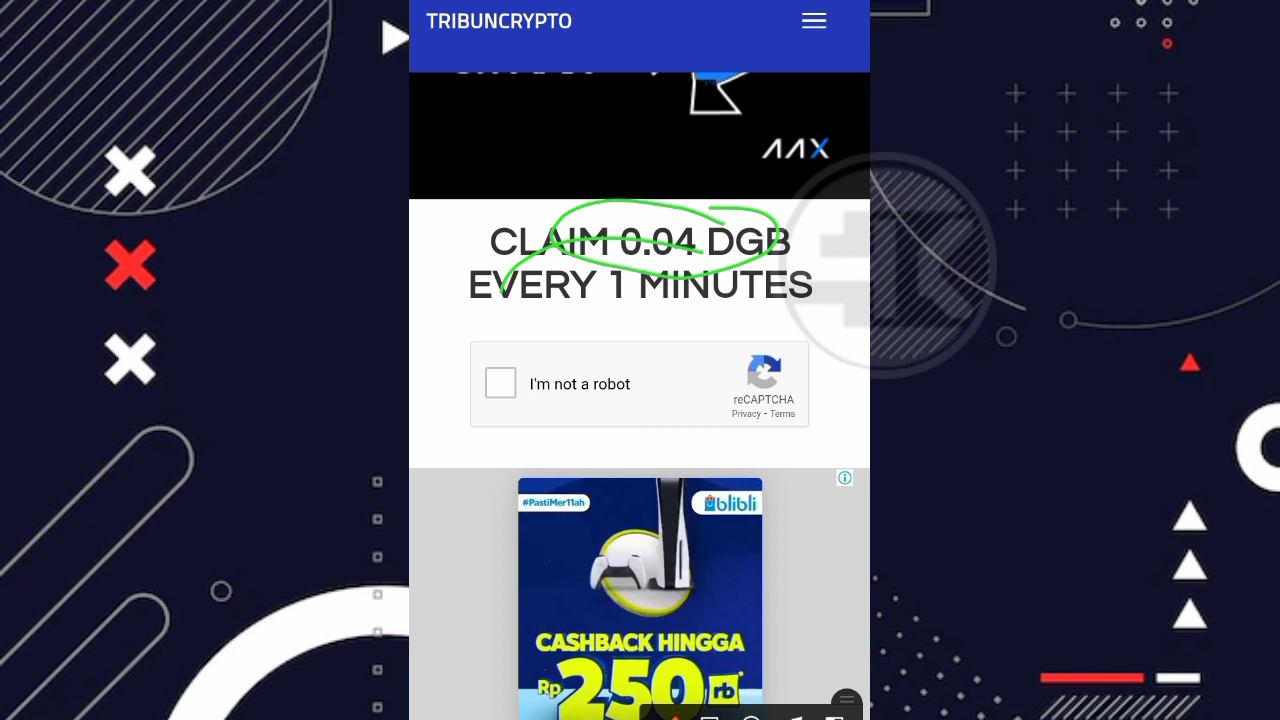 TRIBUNCRYPTO
AAX
CLAIM 0.04 DGB
EVERY 1 MINUTES
I'm not a robot
reCAPTCHA
Privacy - Terms
#PastiMer11ah
blibli
CASHBACK HINGGA
Rp 250 rb